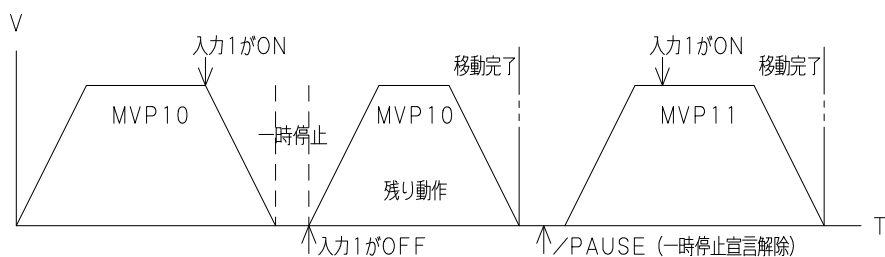 V
入力1がON
入力1がON
移動完了
移動完了
MVP10
MVP10
MVP11
一時停止
残り動作
T
入力1がOFF
/PAUSE (一時停止宣言解除)